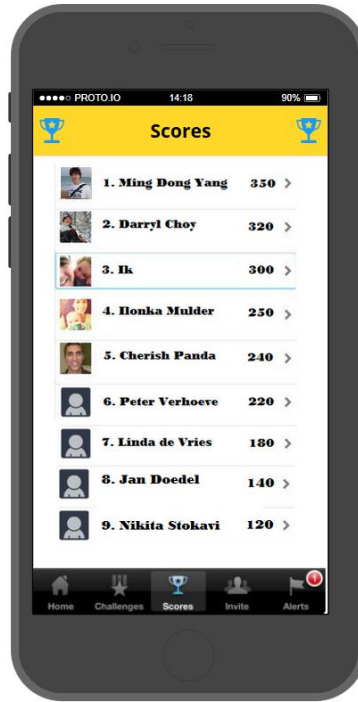 PROTO.IO 14:18 90%
Scores
1. Ming Dong Yang 350
2. Darryl Choy 320
3. Ik 300
4. Ilonka Mulder 250
5. Cherish Panda 240
6. Peter Verhoeve 220
7. Linda de Vries 180
8. Jan Doedel 140
9. Nikita Stokavi 120
1
Home Challenges Scores Invite Alerts